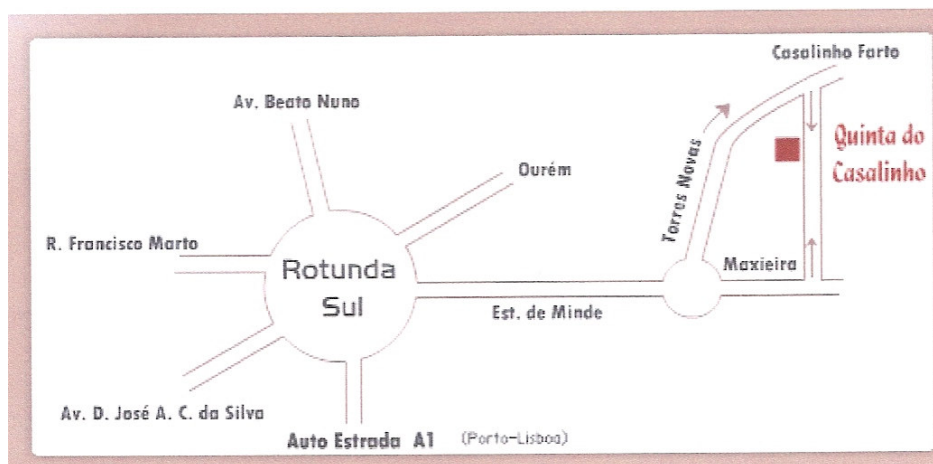 Casalinho Farto
Av. Beato Nuno
Quinta do
Casalinho
Ourém
Torres Novas
R. Francisco Marto
Rotunda
Sul
Maxieira
Est. de Minde
Av. D. José A. C. da Silva
Auto Estrada A1 (Porto-Lisboa)